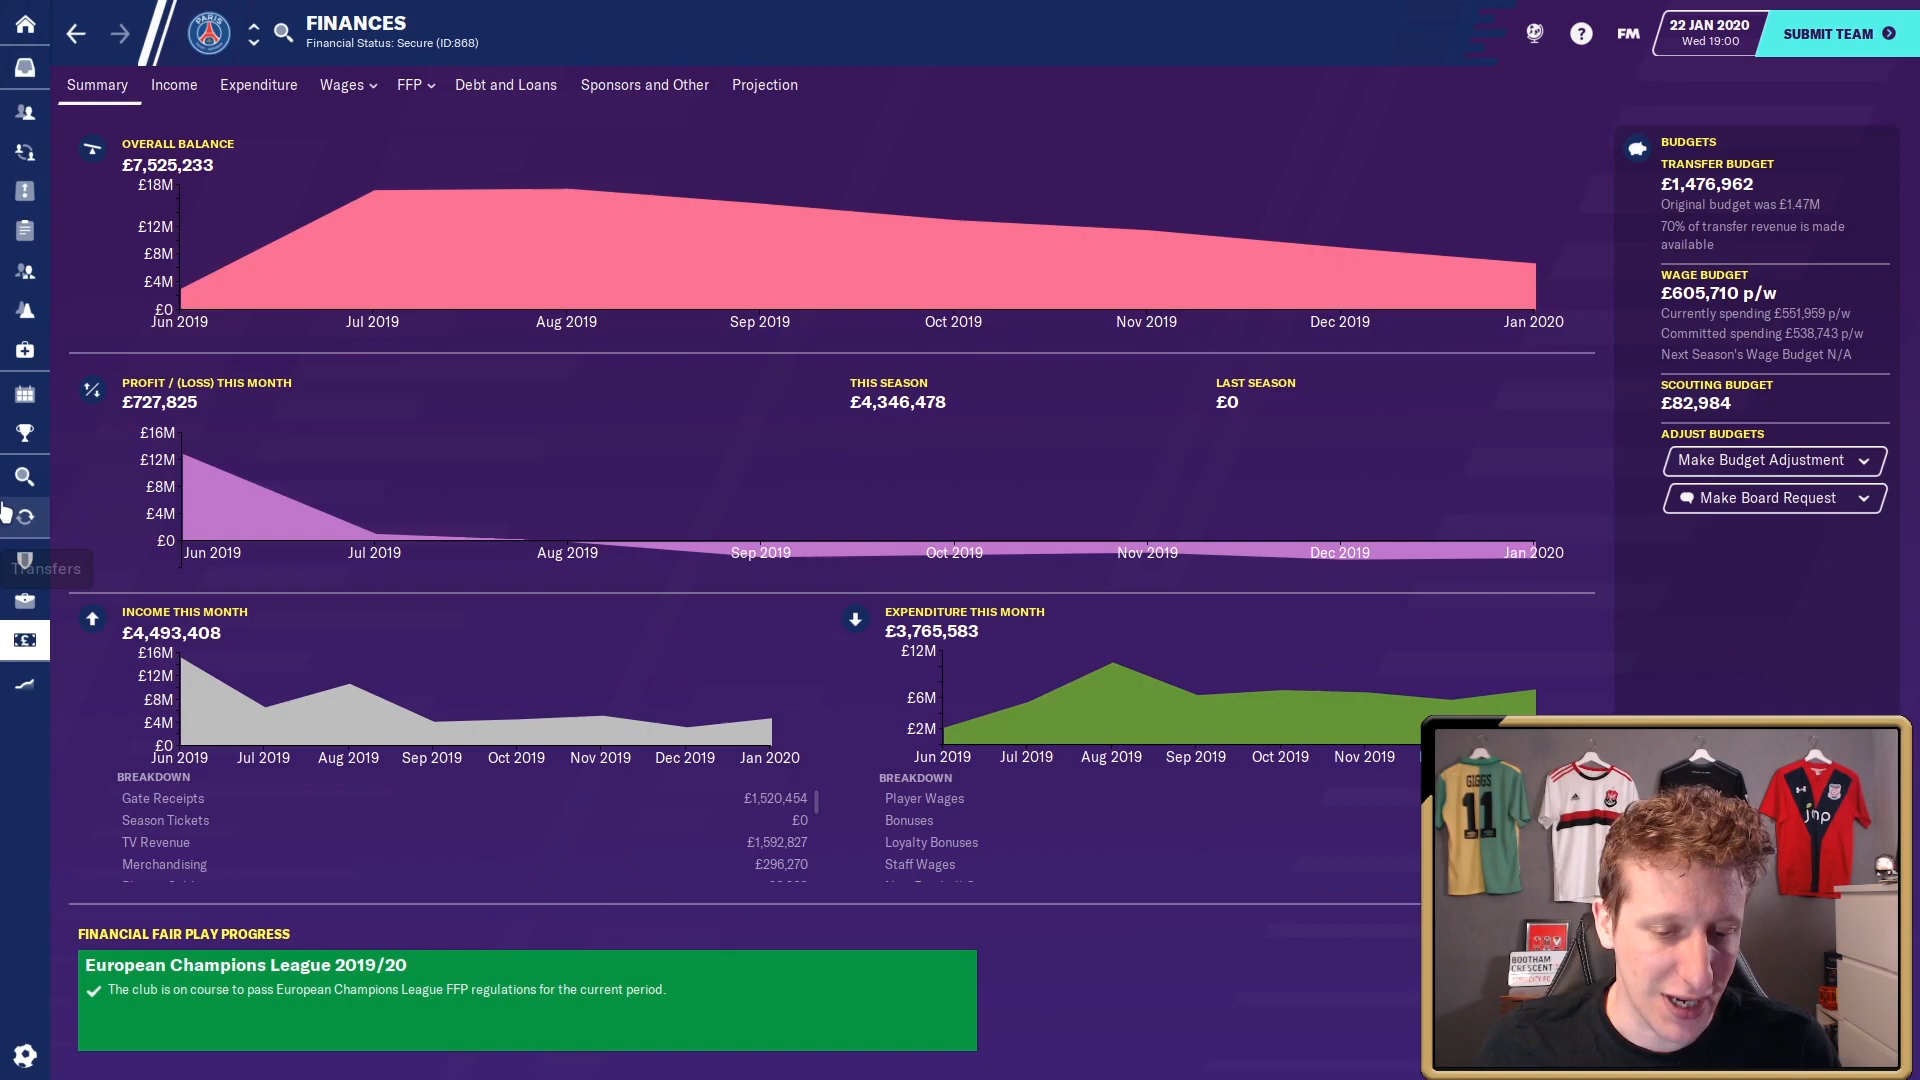 FINANCES
Financial Status: Secure (ID:868)
FM
22 JAN 2020
Wed 19:00
SUBMIT TEAM
PARIS
Summary
Income
Expenditure
Wages
FFP
Debt and Loans
Sponsors and Other
Projection
OVERALL BALANCE
£7,525,233
£18M
£12M
£8M
£4M
£0
Jun 2019
Jul 2019
Aug 2019
Sep 2019
Oct 2019
Nov 2019
Dec 2019
Jan 2020
PROFIT / (LOSS) THIS MONTH
£727,825
THIS SEASON
£4,346,478
LAST SEASON
£0
£16M
£12M
£8M
£4M
£0
Jun 2019
Jul 2019
Aug 2019
Sep 2019
Oct 2019
Nov 2019
Dec 2019
Jan 2020
Transfers
INCOME THIS MONTH
£4,493,408
£16M
£12M
£8M
£4M
£0
Jun 2019
Jul 2019
Aug 2019
Sep 2019
Oct 2019
Nov 2019
Dec 2019
Jan 2020
BREAKDOWN
Gate Receipts £1,520,454
Season Tickets £0
TV Revenue £1,592,827
Merchandising £296,270
EXPENDITURE THIS MONTH
£3,765,583
£12M
£6M
£2M
Jun 2019
Jul 2019
Aug 2019
Sep 2019
Oct 2019
Nov 2019
BREAKDOWN
Player Wages
Bonuses
Loyalty Bonuses
Staff Wages
FINANCIAL FAIR PLAY PROGRESS
European Champions League 2019/20
The club is on course to pass European Champions League FFP regulations for the current period.
BUDGETS
TRANSFER BUDGET
£1,476,962
Original budget was £1.47M
70% of transfer revenue is made
available
WAGE BUDGET
£605,710 p/w
Currently spending £551,959 p/w
Committed spending £538,743 p/w
Next Season's Wage Budget N/A
SCOUTING BUDGET
£82,984
ADJUST BUDGETS
Make Budget Adjustment
Make Board Request
GIGGS
11
jmp
BOOTHAM
CRESCENT